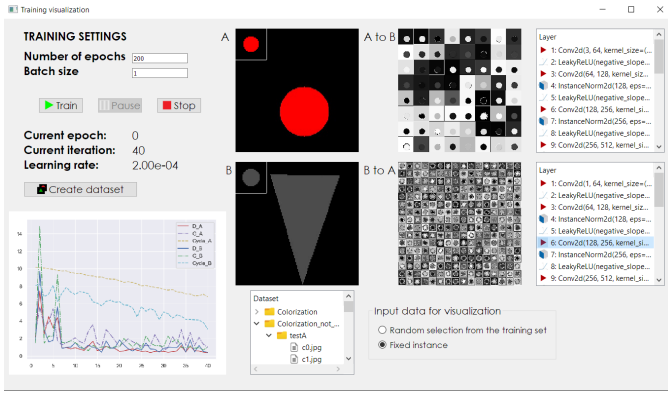 Training visualization
TRAINING SETTINGS
Number of epochs 200
Batch size 1
Train Pause Stop
Current epoch: 0
Current iteration: 40
Learning rate: 2.00e-04
Create dataset
D_A
G_A
Cycle_A
D_B
G_B
Cycle_B
14
12
10
8
6
4
2
0
0 5 10 15 20 25 30 35 40
A
A to B
Layer
1: Conv2d(3, 64, kernel_size=(...
2: LeakyReLU(negative_slope...
3: Conv2d(64, 128, kernel_siz...
4: InstanceNorm2d(128, eps=...
5: LeakyReLU(negative_slope...
6: Conv2d(128, 256, kernel_si...
7: InstanceNorm2d(256, eps=...
8: LeakyReLU(negative_slope...
9: Conv2d(256, 512, kernel_si...
B
B to A
Layer
1: Conv2d(1, 64, kernel_size=(...
2: LeakyReLU(negative_slope...
3: Conv2d(64, 128, kernel_siz...
4: InstanceNorm2d(128, eps=...
5: LeakyReLU(negative_slope...
6: Conv2d(128, 256, kernel_si...
7: InstanceNorm2d(256, eps=...
8: LeakyReLU(negative_slope...
9: Conv2d(256, 512, kernel_si...
Dataset
Colorization
Colorization_not_...
testA
c0.jpg
c1.jpg
Input data for visualization
Random selection from the training set
Fixed instance